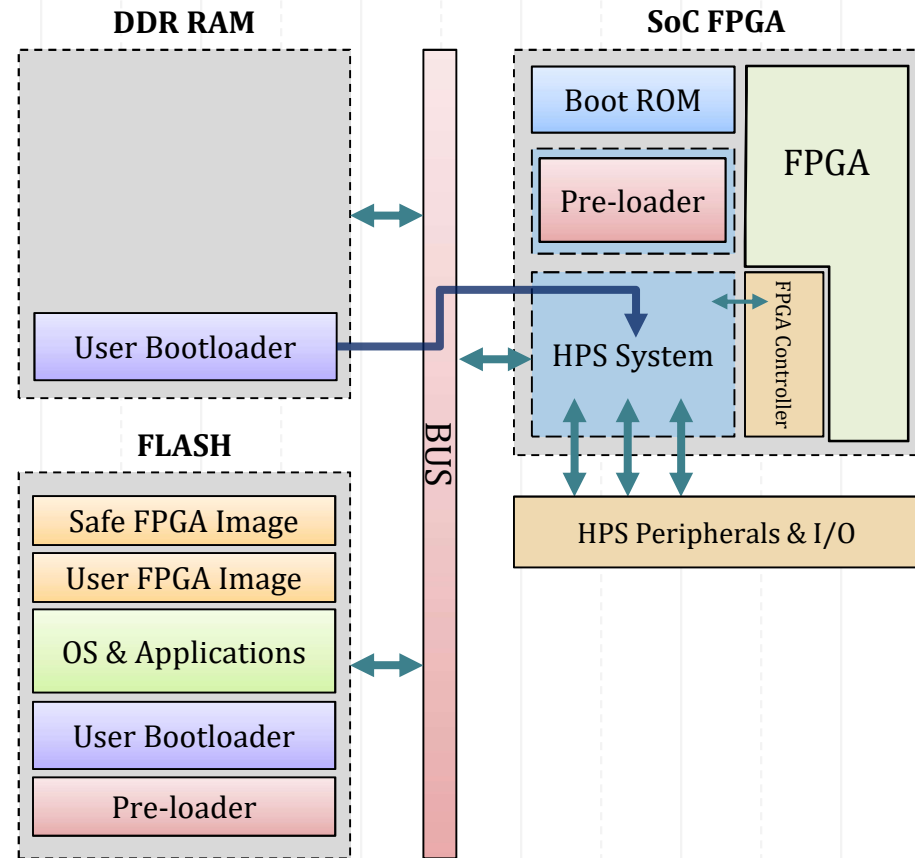 DDR RAM
User Bootloader
FLASH
Safe FPGA Image
User FPGA Image
OS & Applications
User Bootloader
Pre-loader
BUS
SoC FPGA
Boot ROM
Pre-loader
HPS System
FPGA
FPGA Controller
HPS Peripherals & I/O